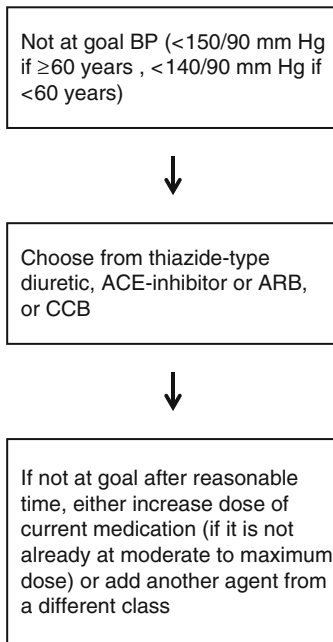 Not at goal BP (<150/90 mm Hg
if ≥60 years , <140/90 mm Hg if
<60 years)
Choose from thiazide-type
diuretic, ACE-inhibitor or ARB,
or CCB
If not at goal after reasonable
time, either increase dose of
current medication (if it is not
already at moderate to maximum
dose) or add another agent from
a different class